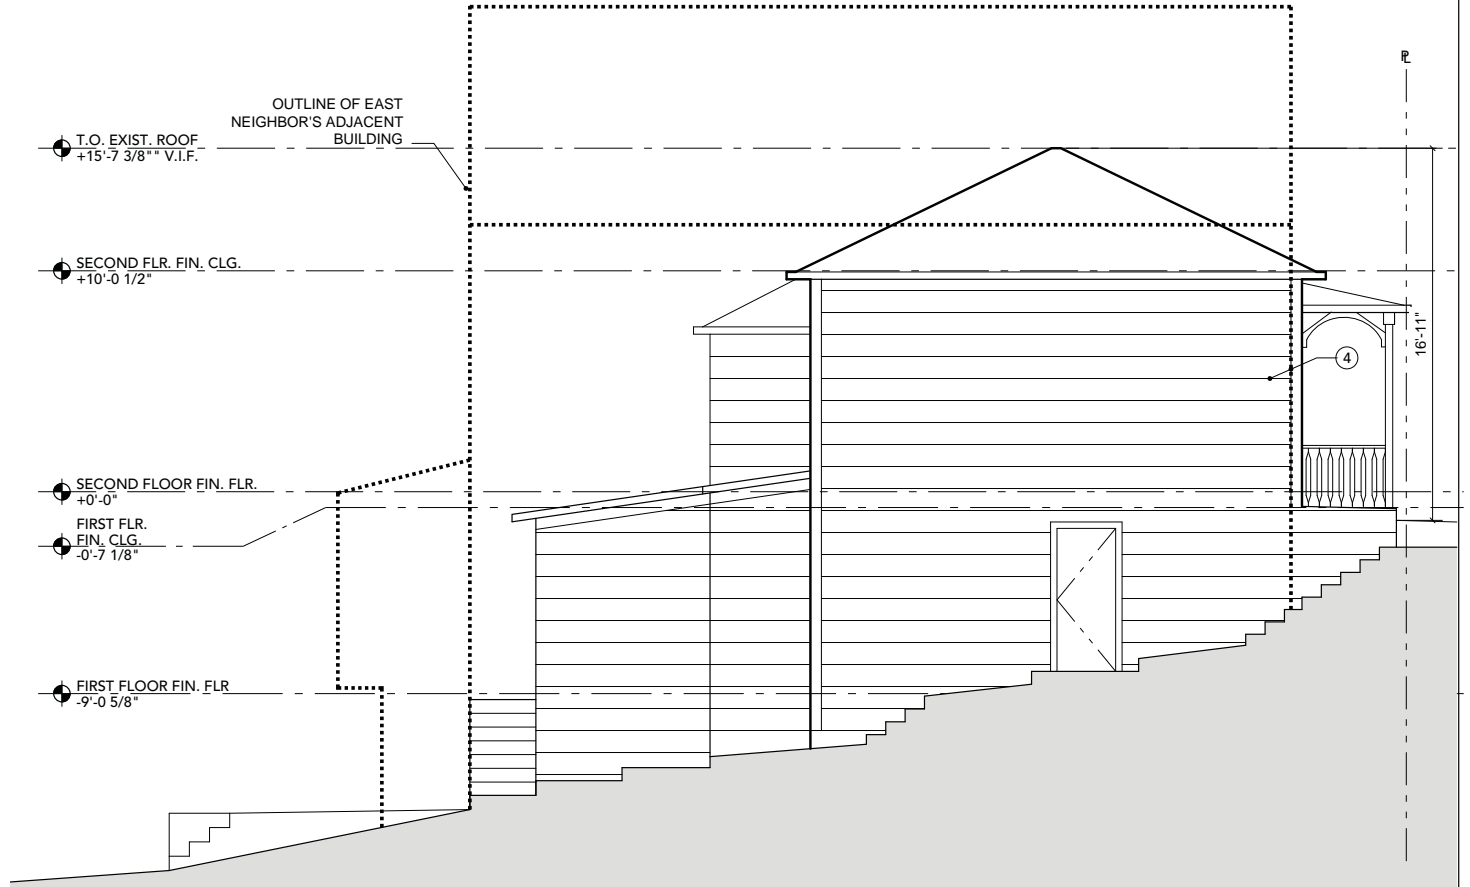 ℄
OUTLINE OF EAST
NEIGHBOR'S ADJACENT
BUILDING
T.O. EXIST. ROOF
+15'-7 3/8"" V.I.F.
SECOND FLR. FIN. CLG.
+10'-0 1/2"
16'-11"
4
SECOND FLOOR FIN. FLR.
+0'-0"
FIRST FLR.
FIN. CLG.
-0'-7 1/8"
FIRST FLOOR FIN. FLR
-9'-0 5/8"